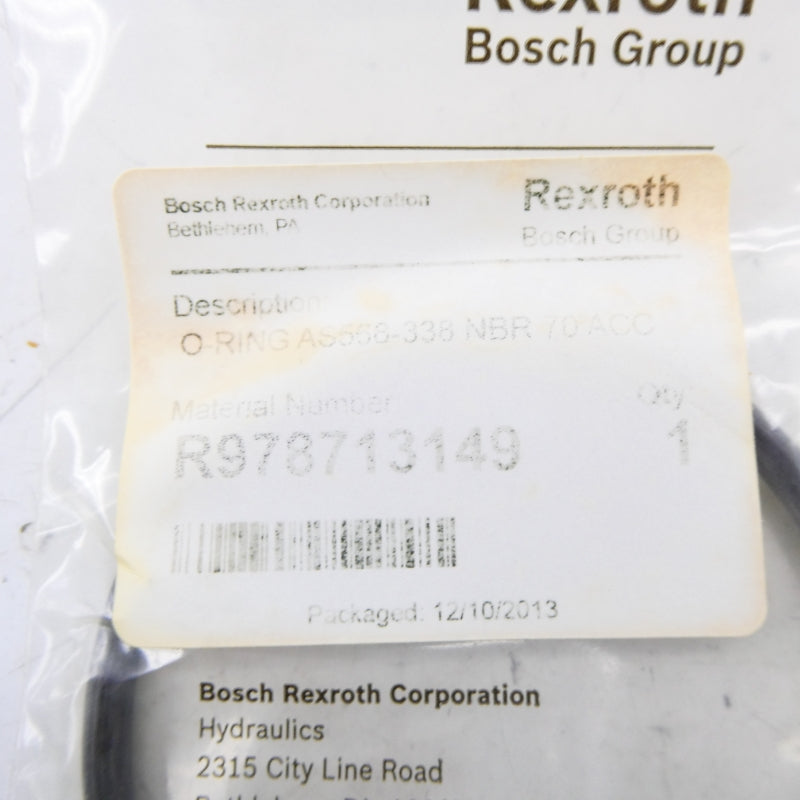 Rexroth
Bosch Group
Bosch Rexroth Corporation
Bethlehem, PA
Rexroth
Bosch Group
Description:
O-RING AS568-338 NBR 70 ACC
Material Number
Qty
R978713149
1
Packaged: 12/10/2013
Bosch Rexroth Corporation
Hydraulics
2315 City Line Road